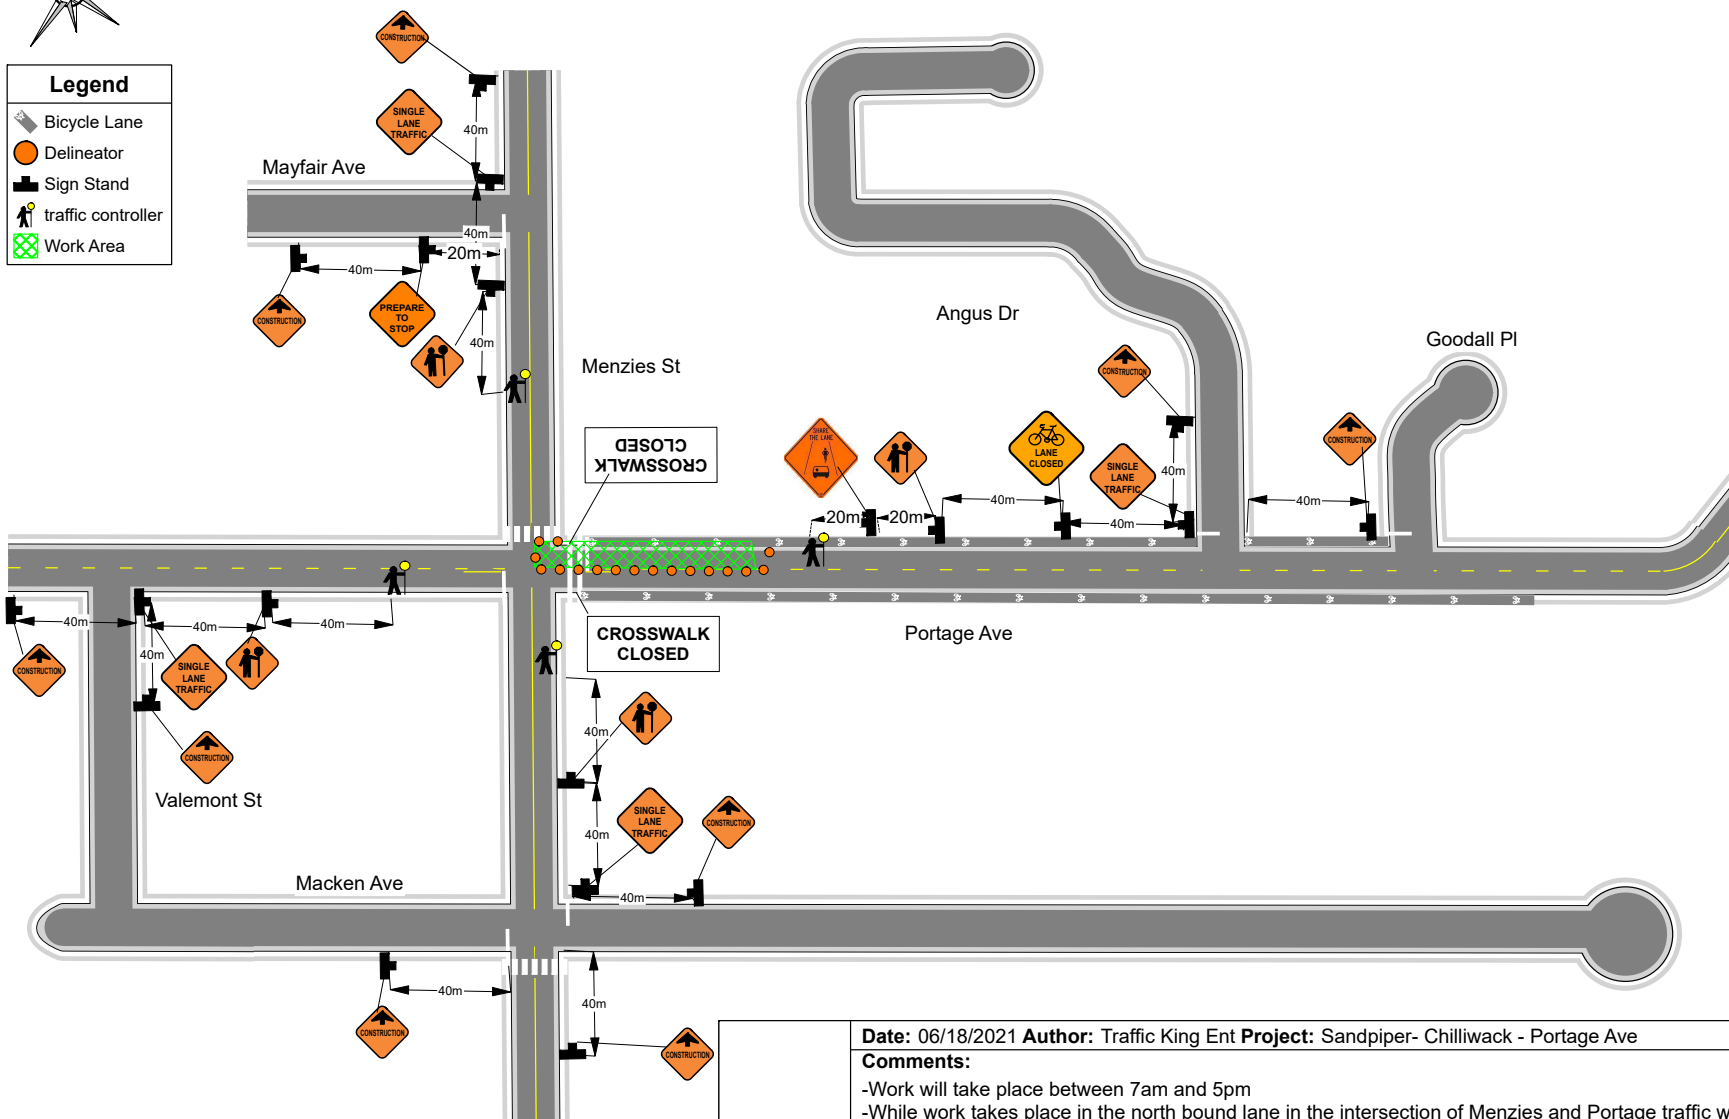 Legend
Bicycle Lane
Delineator
Sign Stand
traffic controller
Work Area
CONSTRUCTION
SINGLE
LANE
TRAFFIC
40m
Mayfair Ave
40m
20m
40m
CONSTRUCTION
PREPARE
TO
STOP
40m
Menzies St
CROSSWALK
CLOSED
Angus Dr
Goodall Pl
SHARE
THE LANE
LANE
CLOSED
CONSTRUCTION
SINGLE
LANE
TRAFFIC
40m
CONSTRUCTION
20m
20m
40m
40m
40m
40m
40m
40m
40m
CONSTRUCTION
SINGLE
LANE
TRAFFIC
CONSTRUCTION
Valemont St
CROSSWALK
CLOSED
Portage Ave
40m
40m
SINGLE
LANE
TRAFFIC
CONSTRUCTION
40m
Macken Ave
40m
CONSTRUCTION
40m
CONSTRUCTION
Date: 06/18/2021 Author: Traffic King Ent Project: Sandpiper- Chilliwack - Portage Ave
Comments:
-Work will take place between 7am and 5pm
-While work takes place in the north bound lane in the intersection of Menzies and Portage traffic w